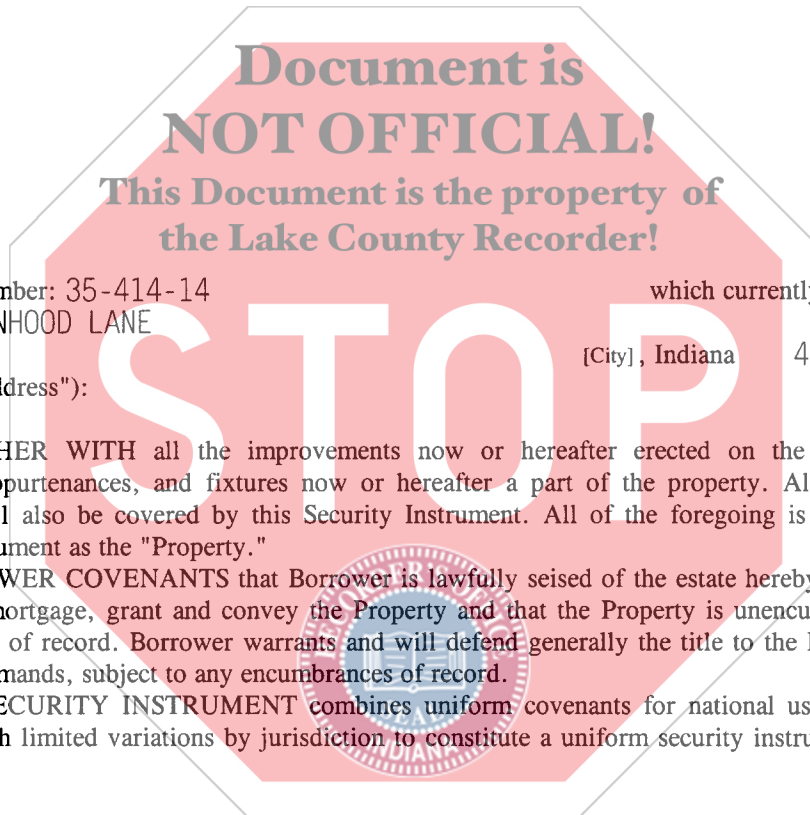 Document is
NOT OFFICIAL!
This Document is the property of
the Lake County Recorder!
mber: 35-414-14 which currently
NHOOD LANE
[City], Indiana 4
ddress"):
STOP
HER WITH all the improvements now or hereafter erected on the
ppurtenances, and fixtures now or hereafter a part of the property. Al
l also be covered by this Security Instrument. All of the foregoing is
ument as the "Property."
WER COVENANTS that Borrower is lawfully seised of the estate hereby
mortgage, grant and convey the Property and that the Property is unencu
of record. Borrower warrants and will defend generally the title to the
mands, subject to any encumbrances of record.
ECURITY INSTRUMENT combines uniform covenants for national us
h limited variations by jurisdiction to constitute a uniform security instru
SEAL
INDIANA